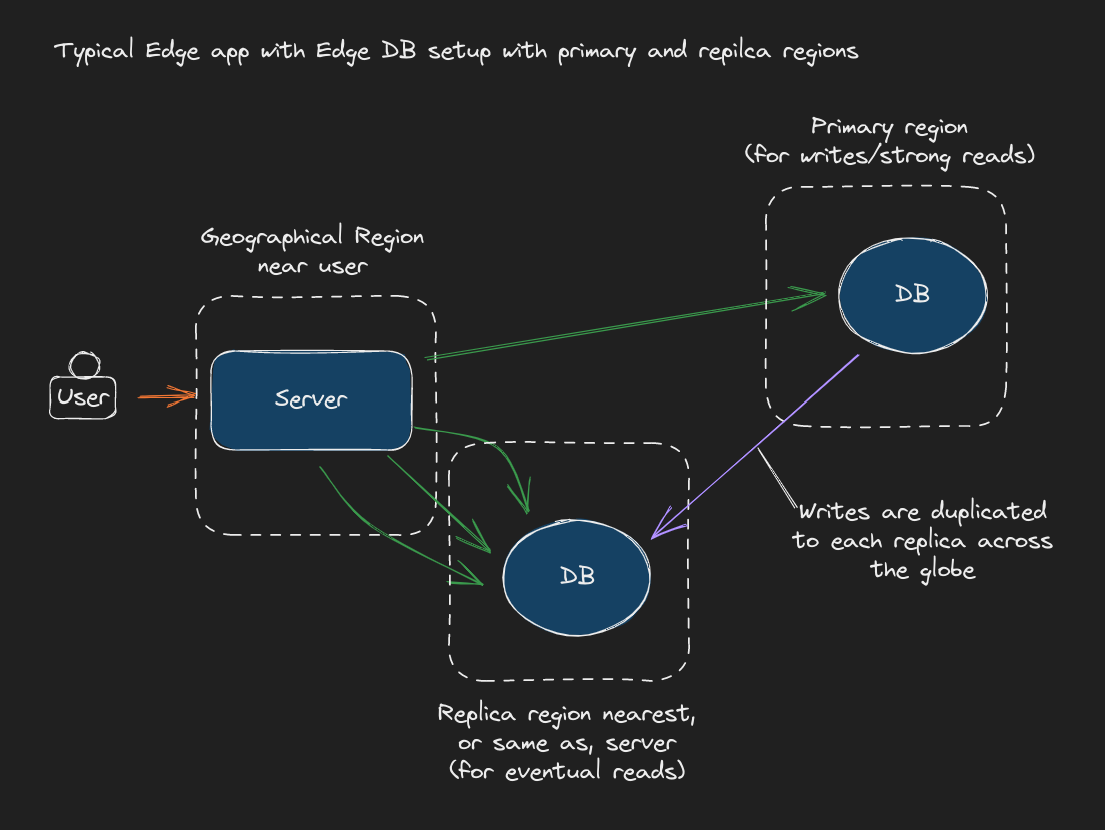 Typical Edge app with Edge DB setup with primary and repilca regions
Primary region
(for writes/strong reads)
Geographical Region
near user
DB
User
Server
Writes are duplicated
to each replica across
the globe
DB
Replica region nearest,
or same as, server
(for eventual reads)